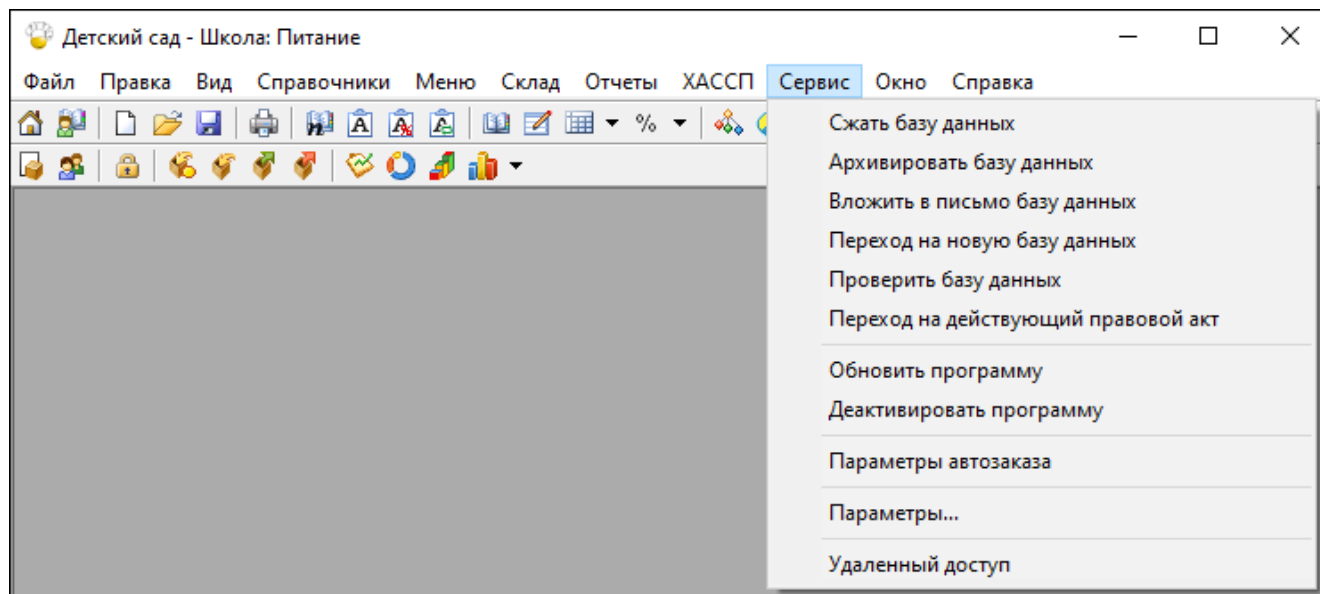 Детский сад - Школа: Питание
Файл Правка Вид Справочники Меню Склад Отчеты ХАССП Сервис Окно Справка
%
Сжать базу данных
Архивировать базу данных
Вложить в письмо базу данных
Переход на новую базу данных
Проверить базу данных
Переход на действующий правовой акт
Обновить программу
Деактивировать программу
Параметры автозаказа
Параметры...
Удаленный доступ